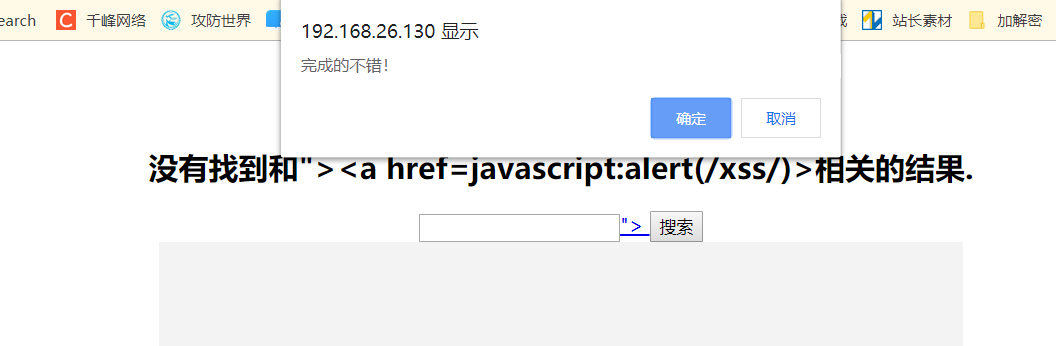 earch 千峰网络 攻防世界 站长素材 加解密
192.168.26.130 显示
完成的不错!
确定 取消
没有找到和"><a href=javascript:alert(/xss/)>相关的结果.
"> 搜索